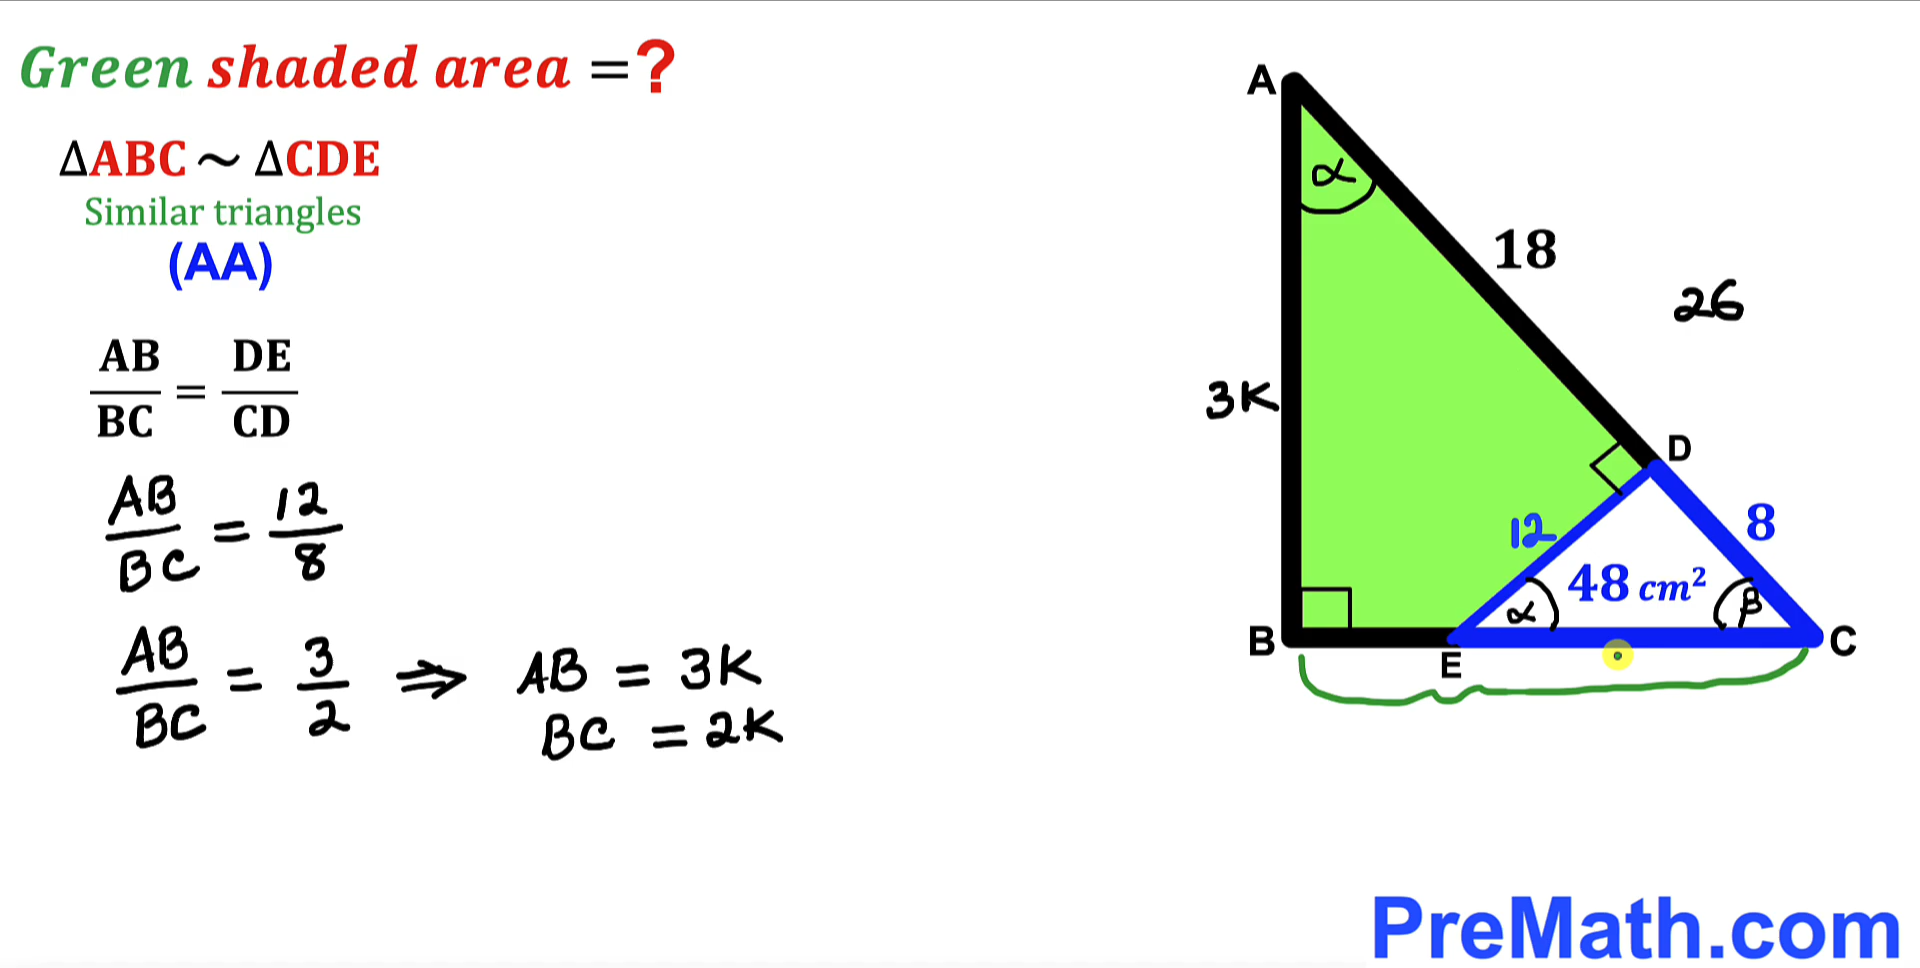 Green shaded area =?
ΔABC ~ ΔCDE
Similar triangles
(AA)
AB/BC = DE/CD
AB/BC = 12/8
AB/BC = 3/2 ⇒ AB = 3K
BC = 2K
A
α
18
26
3K
D
12
8
48 cm²
α
β
B
E
C
PreMath.com